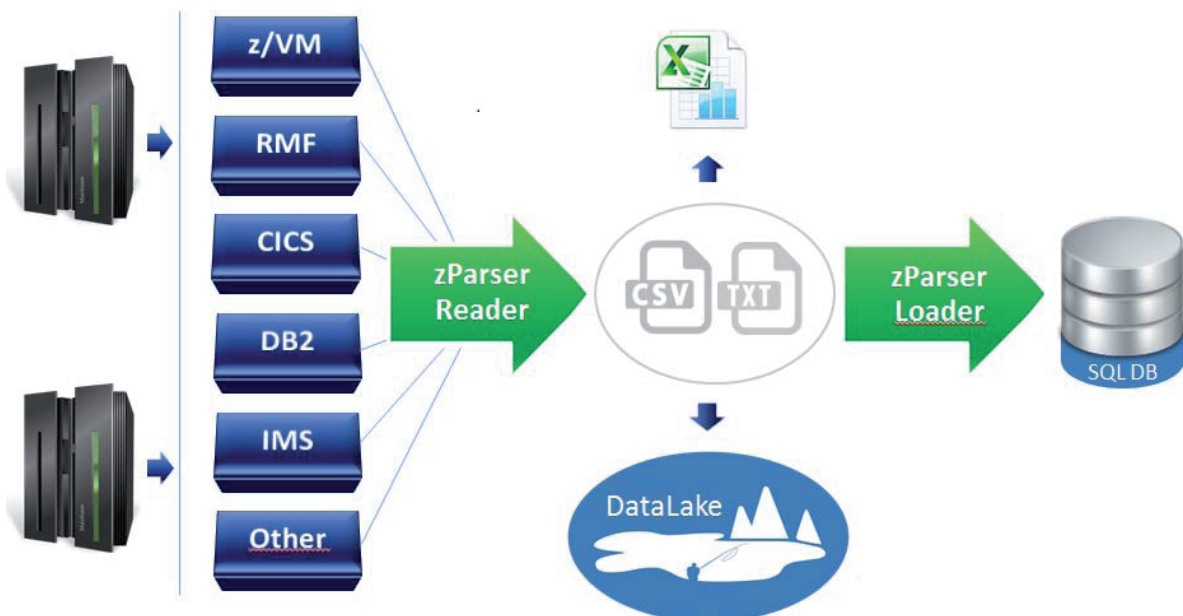 z/VM
RMF
CICS
DB2
IMS
Other
zParser
Reader
X
CSV
TXT
zParser
Loader
SQL DB
DataLake